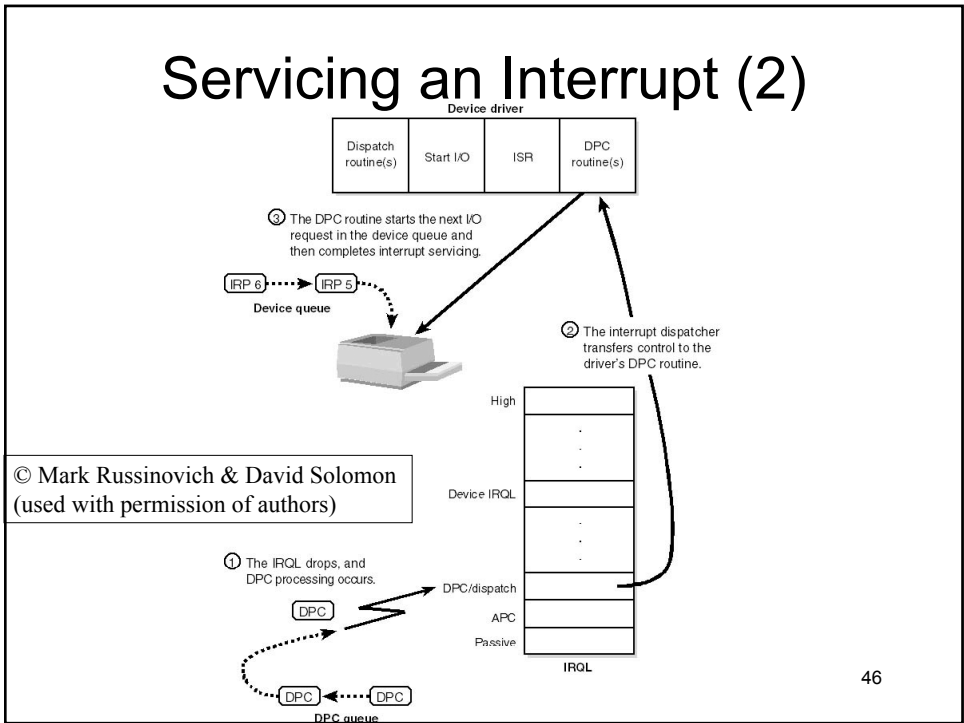 Servicing an Interrupt (2)
Device driver
Dispatch
routine(s)
Start I/O
ISR
DPC
routine(s)
③ The DPC routine starts the next I/O
request in the device queue and
then completes interrupt servicing.
IRP 6
IRP 5
Device queue
② The interrupt dispatcher
transfers control to the
driver's DPC routine.
High
© Mark Russinovich & David Solomon
(used with permission of authors)
Device IRQL
① The IRQL drops, and
DPC processing occurs.
DPC/dispatch
DPC
APC
Passive
IRQL
46
DPC
DPC
DPC queue